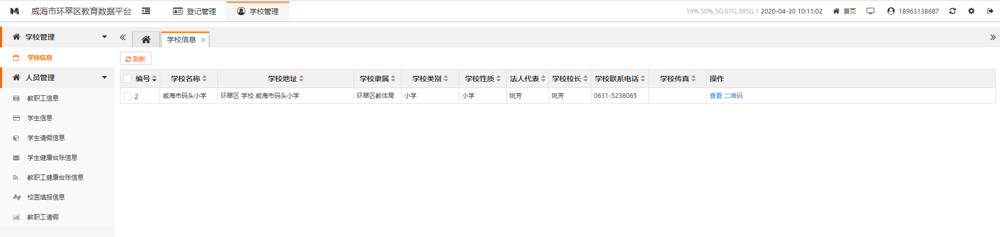 威海市环翠区教育数据平台 登记管理 学校管理 19%,50%,5G,67G,385G,1 2020-04-30 10:11:02 首页 18963138687
学校管理
学校信息
人员管理
教职工信息
学生信息
学生请假信息
学生健康台账信息
教职工健康台账信息
校医填报信息
教职工请假
学校信息
刷新
编号 学校名称 学校地址 学校隶属 学校类别 学校性质 法人代表 学校校长 学校联系电话 学校传真 操作
2 威海市码头小学 环翠区 学校 威海市码头小学 环翠区教体局 小学 小学 姚芳 姚芳 0631-5238065 查看 二维码